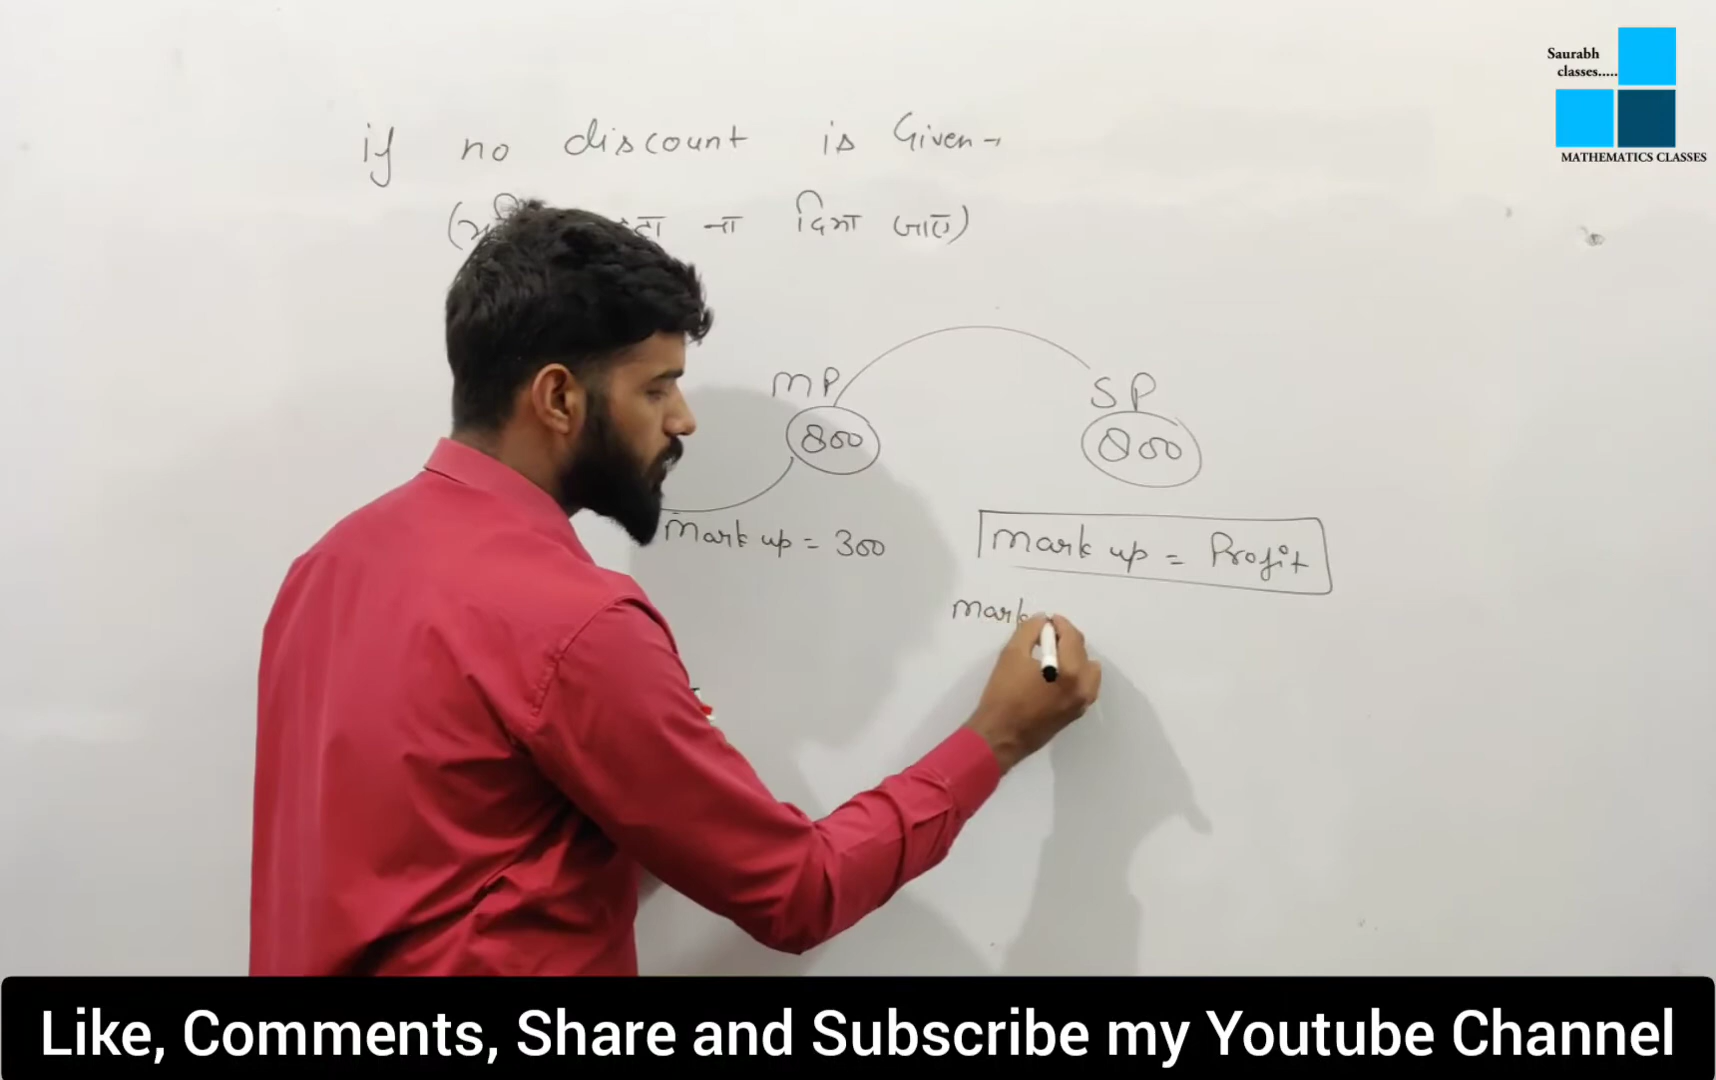 Saurabh
classes.....
MATHEMATICS CLASSES
if no discount is Given→
ना दिया जाए)
MP
SP
800
800
Mark up = 300
Mark up = Profit
Mark
Like, Comments, Share and Subscribe my Youtube Channel